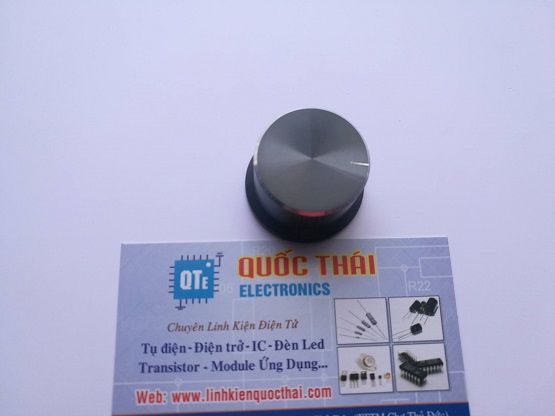 QTE
QUỐC THÁI
ELECTRONICS
R22
Chuyên Linh Kiện Điện Tử
Tụ điện-Điện trở-IC-Đèn Led
Transistor - Module Ứng Dụng...
Web: www.linhkienquocthai.com